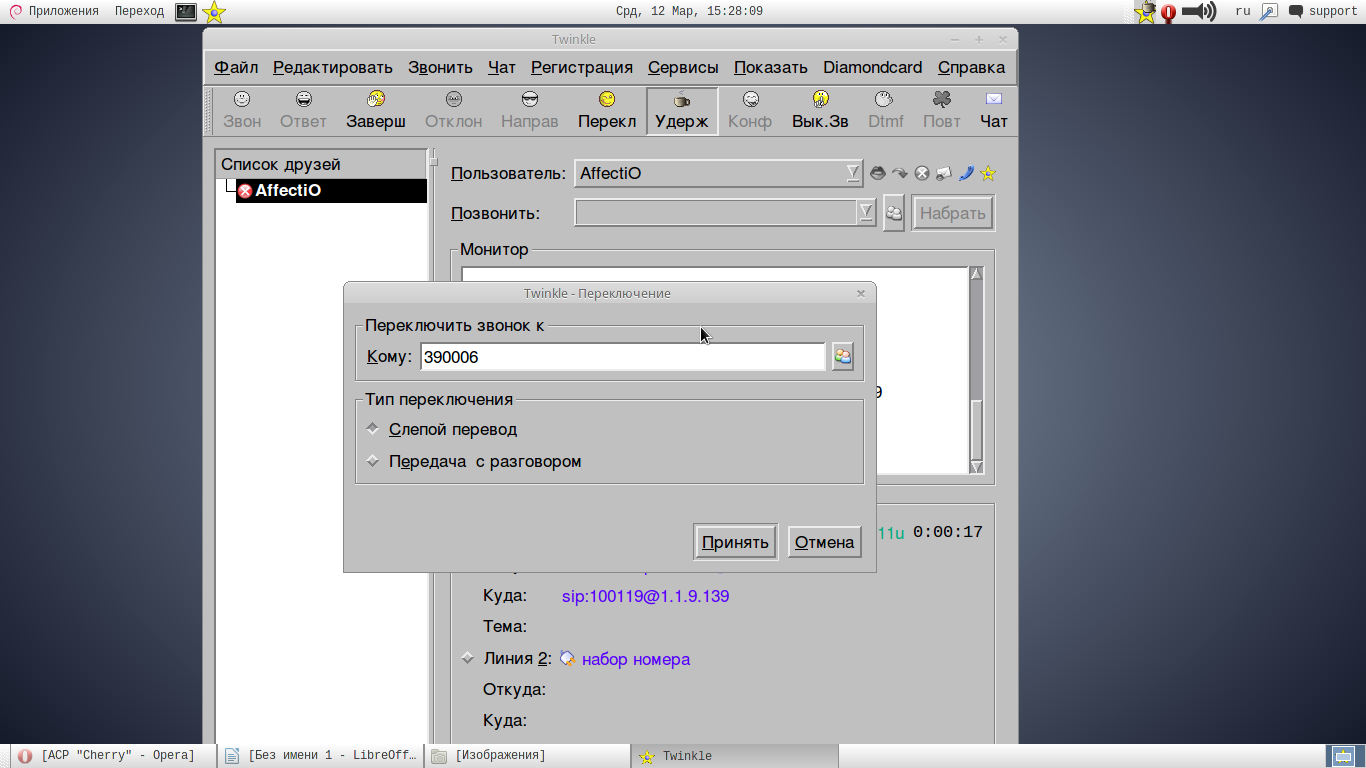 Приложения Переход Срд, 12 Мар, 15:28:09 ru support
Twinkle
Файл Редактировать Звонить Чат Регистрация Сервисы Показать Diamondcard Справка
Звон Ответ Заверш Отклон Направ Перекл Удерж Конф Вык.Зв Dtmf Повт Чат
Список друзей
AffectiO
Пользователь: AffectiO
Позвонить: Набрать
Монитор
Twinkle - Переключение
Переключить звонок к
Кому: 390006
9
Тип переключения
Слепой перевод
Передача с разговором
Принять Отмена
11u 0:00:17
Куда: sip:100119@1.1.9.139
Тема:
Линия 2: набор номера
Откуда:
Куда:
[ACP "Cherry" - Opera] [Без имени 1 - LibreOff... [Изображения] Twinkle